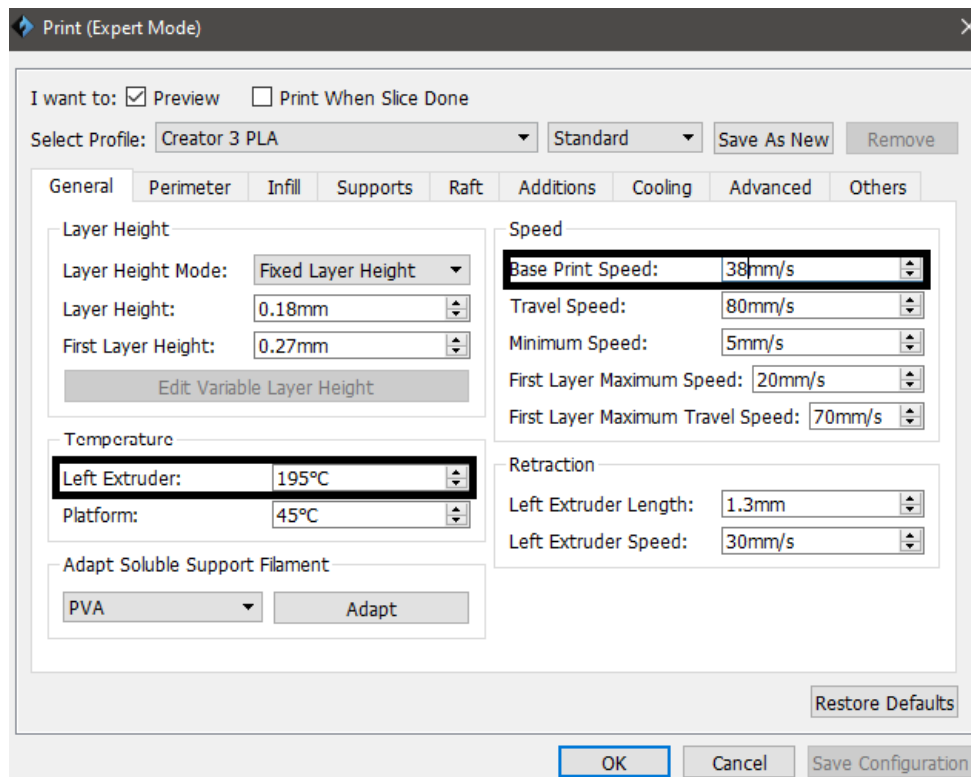 Print (Expert Mode)
I want to: Preview Print When Slice Done
Select Profile: Creator 3 PLA Standard Save As New Remove
General Perimeter Infill Supports Raft Additions Cooling Advanced Others
Layer Height
Layer Height Mode: Fixed Layer Height
Layer Height: 0.18mm
First Layer Height: 0.27mm
Edit Variable Layer Height
Temperature
Left Extruder: 195°C
Platform: 45°C
Adapt Soluble Support Filament
PVA Adapt
Speed
Base Print Speed: 38mm/s
Travel Speed: 80mm/s
Minimum Speed: 5mm/s
First Layer Maximum Speed: 20mm/s
First Layer Maximum Travel Speed: 70mm/s
Retraction
Left Extruder Length: 1.3mm
Left Extruder Speed: 30mm/s
Restore Defaults
OK Cancel Save Configuration